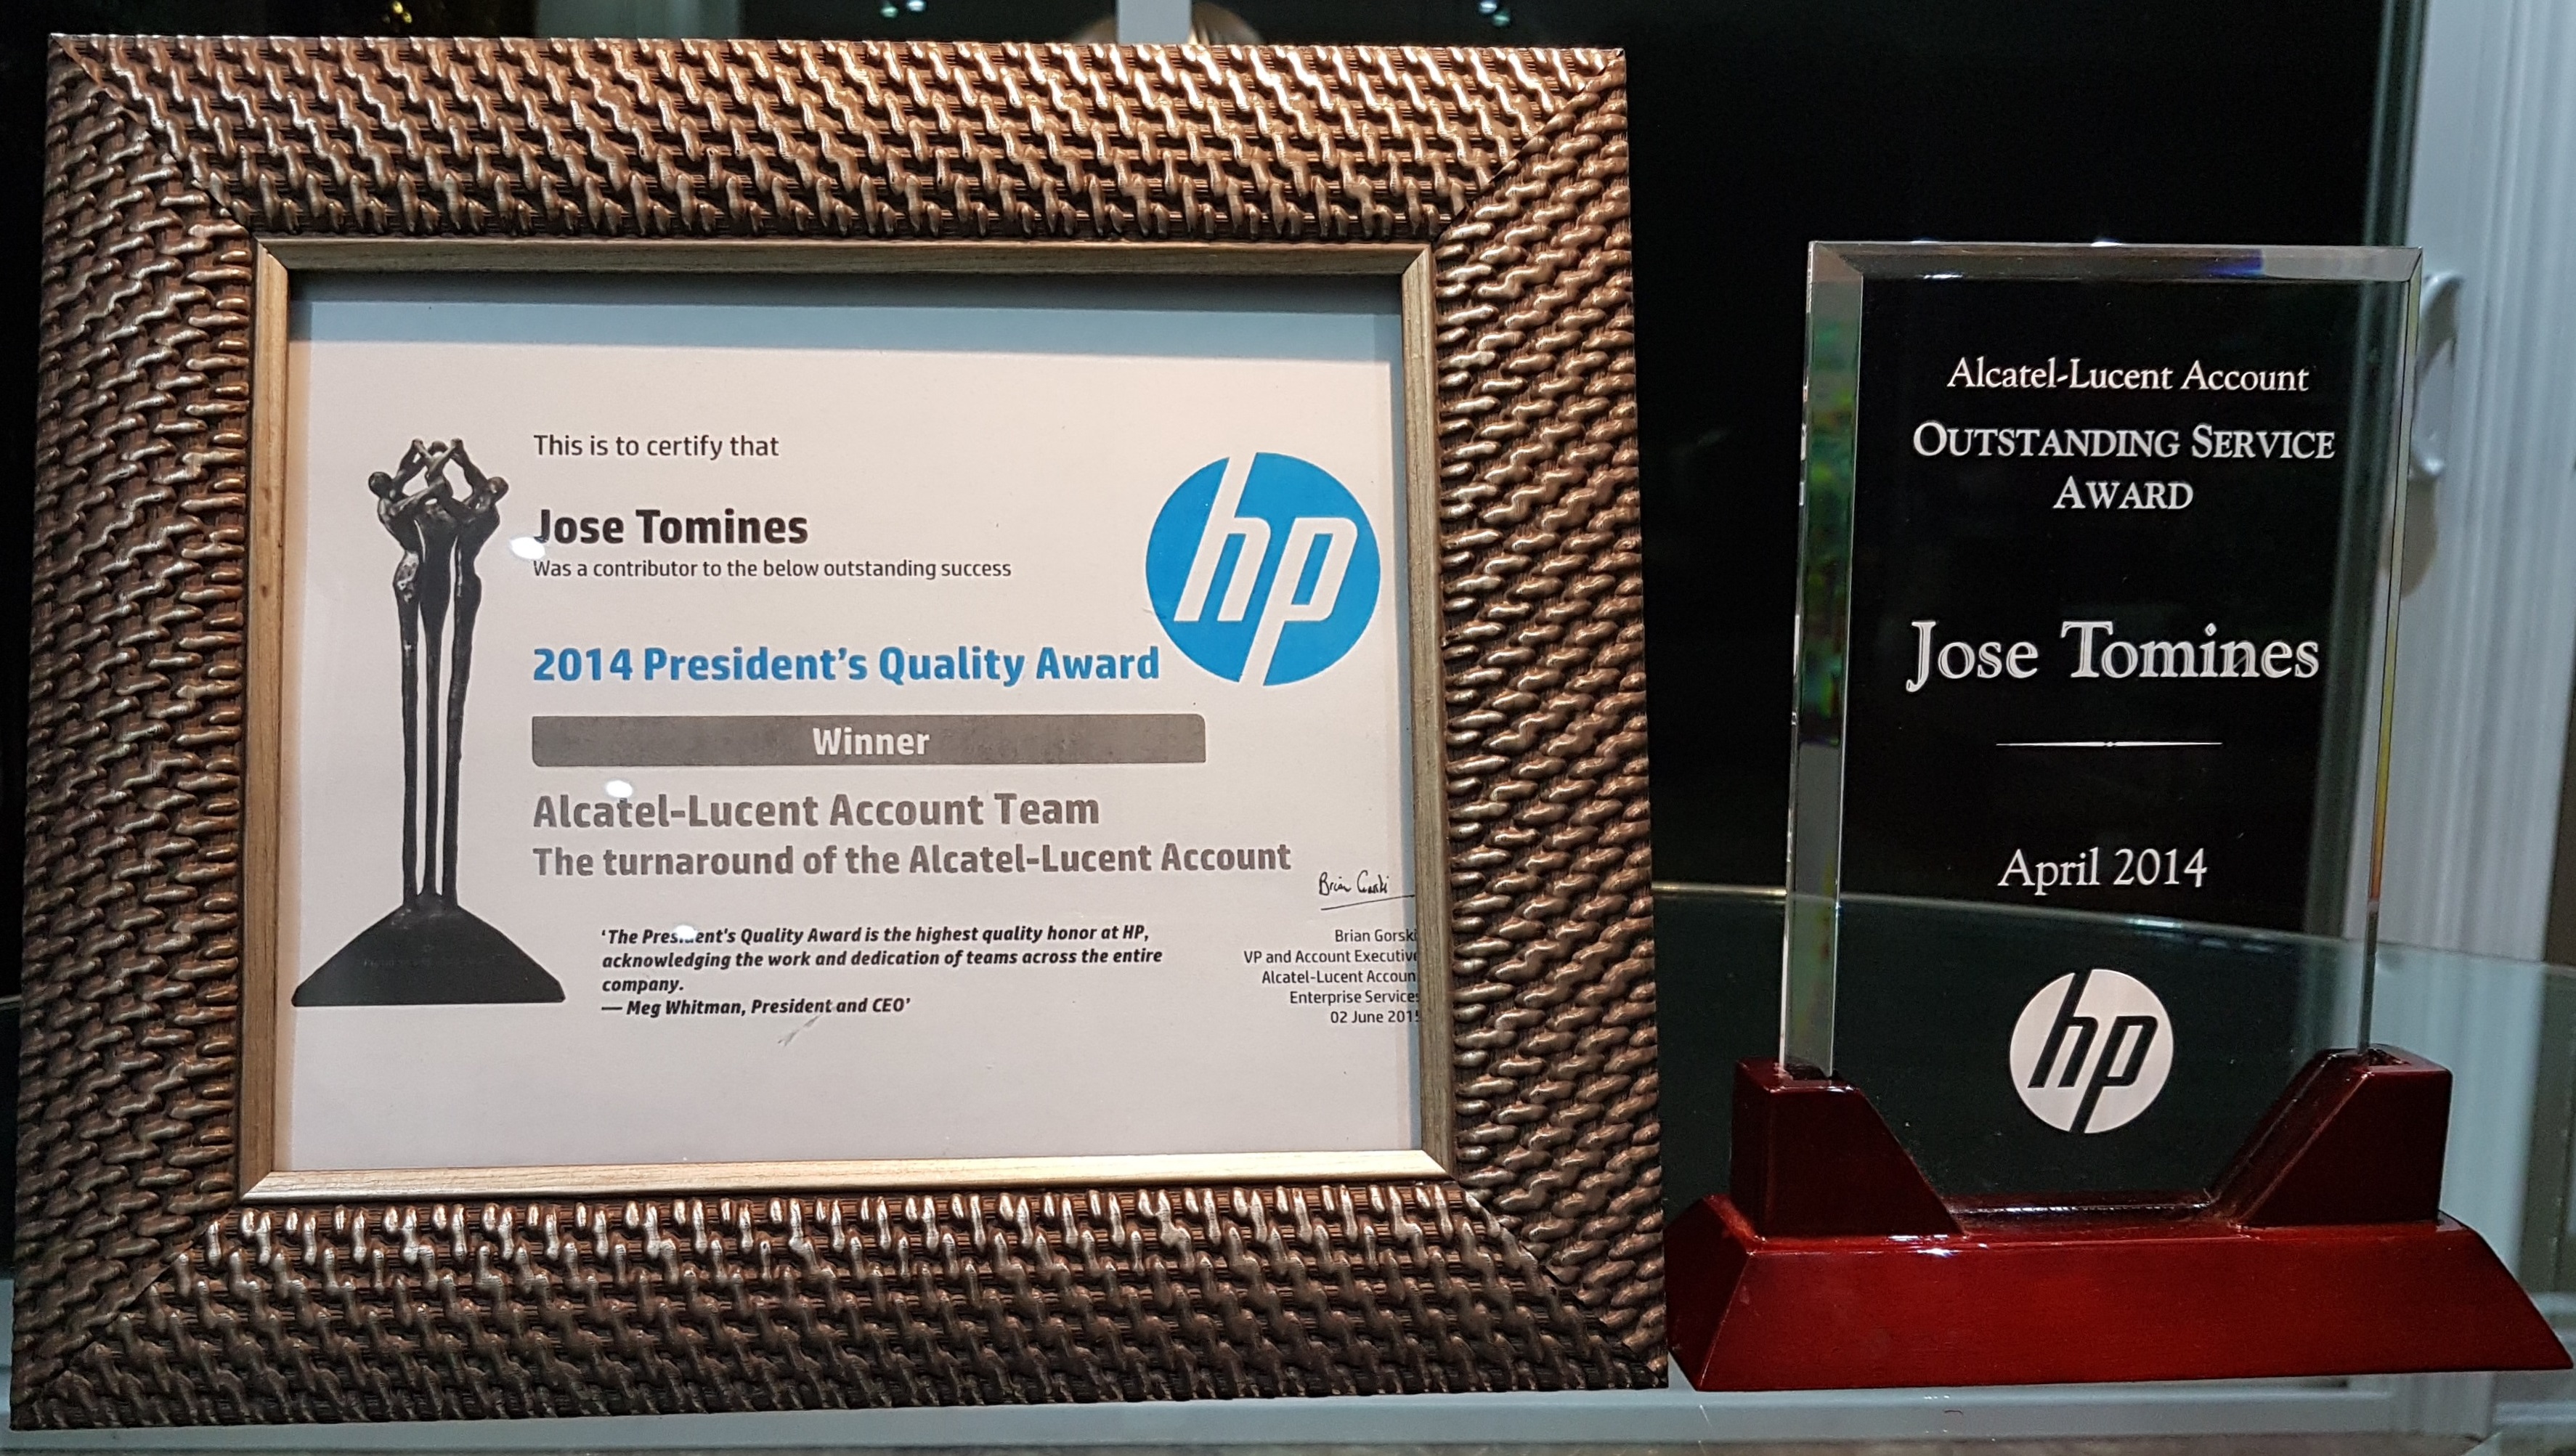 This is to certify that
Jose Tomines
Was a contributor to the below outstanding success
hp
2014 President's Quality Award
Winner
Alcatel-Lucent Account Team
The turnaround of the Alcatel-Lucent Account
'The President's Quality Award is the highest quality honor at HP,
acknowledging the work and dedication of teams across the entire
company.
— Meg Whitman, President and CEO'
Brian Gorski
Brian Gorski
VP and Account Executive
Alcatel-Lucent Accoun
Enterprise Services
02 June 2015
Alcatel-Lucent Account
OUTSTANDING SERVICE
AWARD
Jose Tomines
April 2014
hp